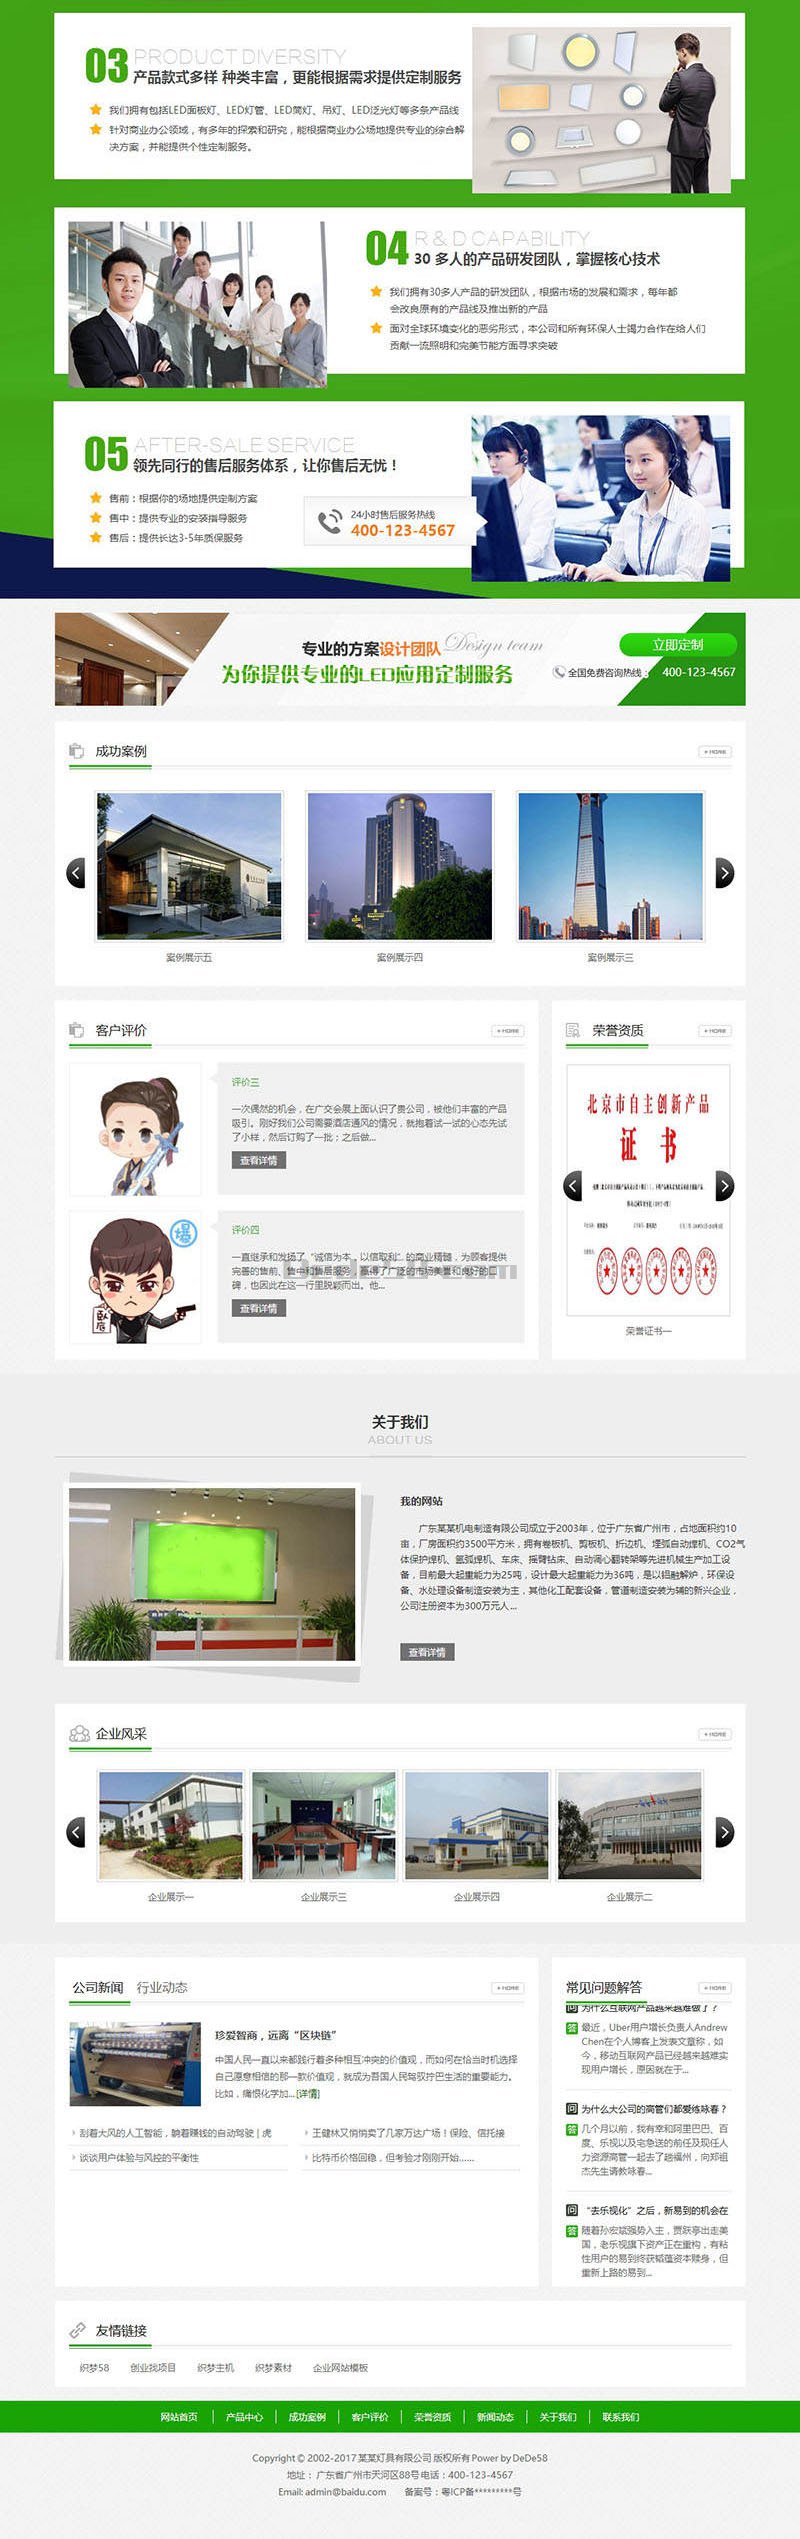 03 PRODUCT DIVERSITY
产品款式多样 种类丰富，更能根据需求提供定制服务
我们拥有包括LED面板灯、LED灯管、LED筒灯、吊灯、LED泛光灯等多条产品线
针对商业办公领域，有多年的探索和研究，能根据商业办公场地提供专业的综合解
决方案，并能提供个性定制服务。
04 R & D CAPABILITY
30 多人的产品研发团队，掌握核心技术
我们拥有30多人产品的研发团队，根据市场的发展和需求，每年都
会改良原有的产品线及推出新的产品
面对全球环境变化的恶劣形式，本公司和所有环保人士竭力合作在给人们
贡献一流照明和完美节能方面寻求突破
05 AFTER-SALE SERVICE
领先同行的售后服务体系，让你售后无忧！
售前：根据你的场地提供定制方案
售中：提供专业的安装指导服务
售后：提供长达3-5年质保服务
24小时售后服务热线
400-123-4567
专业的方案设计团队 Design team
为你提供专业的LED应用定制服务
立即定制
全国免费咨询热线： 400-123-4567
成功案例
+ HOME
案例展示五
案例展示四
案例展示三
客户评价
+ HOME
评价三
一次偶然的机会，在广交会展上面认识了贵公司，被他们丰富的产品
吸引。刚好我们公司需要酒店通风的情况，就抱着试一试的心态先试
了小样，然后订购了一批；之后做...
查看详情
爆
卧底
评价四
一直继承和发扬了“诚信为本，以信取利”的商业精髓，为顾客提供
完善的售前、售中和售后服务，赢得了广泛的市场美誉和良好的口
碑，也因此在这一行里脱颖而出。他...
查看详情
荣誉资质
+ HOME
北京市自主创新产品
证 书
荣誉证书一
关于我们
ABOUT US
我的网站
广东某某机电制造有限公司成立于2003年，位于广东省广州市，占地面积约10
亩，厂房面积约3500平方米，拥有卷板机、剪板机、折边机、埋弧自动焊机、CO2气
体保护焊机、氩弧焊机、车床、摇臂钻床、自动调心翻转架等先进机械生产加工设
备，目前最大起重能力为25吨，设计最大起重能力为36吨，是以铝融解炉，环保设
备、水处理设备制造安装为主，其他化工配套设备，管道制造安装为辅的新兴企业，
公司注册资本为300万元人...
查看详情
企业风采
+ HOME
企业展示一
企业展示三
企业展示四
企业展示二
公司新闻 行业动态
+ HOME
珍爱智商，远离“区块链”
中国人民一直以来都践行着多种相互冲突的价值观，而如何在恰当时机选择
自己愿意相信的那一款价值观，就成为吾国人民驾驭拧巴生活的重要能力。
比如，痛恨化学加...[详情]
刮着大风的人工智能，躺着赚钱的自动驾驶 | 虎
王健林又悄悄卖了几家万达广场！保险、信托接
谈谈用户体验与风控的平衡性
比特币价格回稳，但考验才刚刚开始……
常见问题解答
+ HOME
问 为什么互联网产品越来越难做了？
答 最近，Uber用户增长负责人Andrew
Chen在个人博客上发表文章称，如
今，移动互联网产品已经越来越难实
现用户增长，原因就在于...
问 为什么大公司的高管们都爱练咏春？
答 几个月以前，我有幸和阿里巴巴、百
度、乐视以及宅急送的前任及现任人
力资源高管一起去了趟福州，向郑祖
杰先生请教咏春...
问 “去乐视化”之后，新易到的机会在
答 随着孙宏斌强势入主，贾跃亭出走美
国，老乐视旗下资产正在重构，有粘
性用户的易到终获韬蕴资本赎身，但
重新上路的易到...
友情链接
织梦58 创业找项目 织梦主机 织梦素材 企业网站模板
网站首页 产品中心 成功案例 客户评价 荣誉资质 新闻动态 关于我们 联系我们
Copyright © 2002-2017 某某灯具有限公司 版权所有 Power by DeDe58
地址： 广东省广州市天河区88号 电话：400-123-4567
Email: admin@baidu.com 备案号：粤ICP备*********号